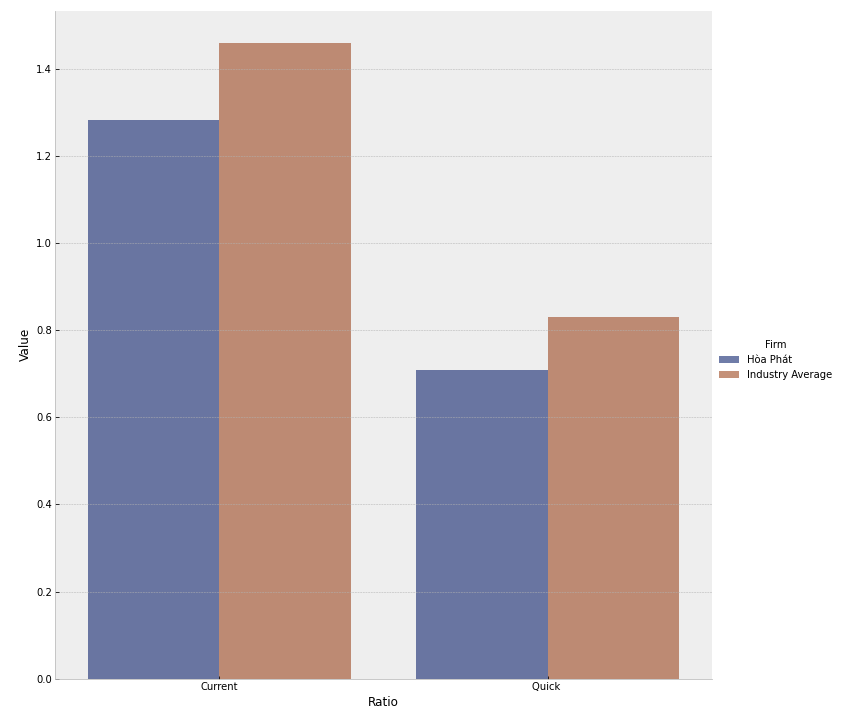 1.4
1.2
1.0
0.8
0.6
0.4
0.2
0.0
Value
Current
Quick
Ratio
Firm
Hòa Phát
Industry Average